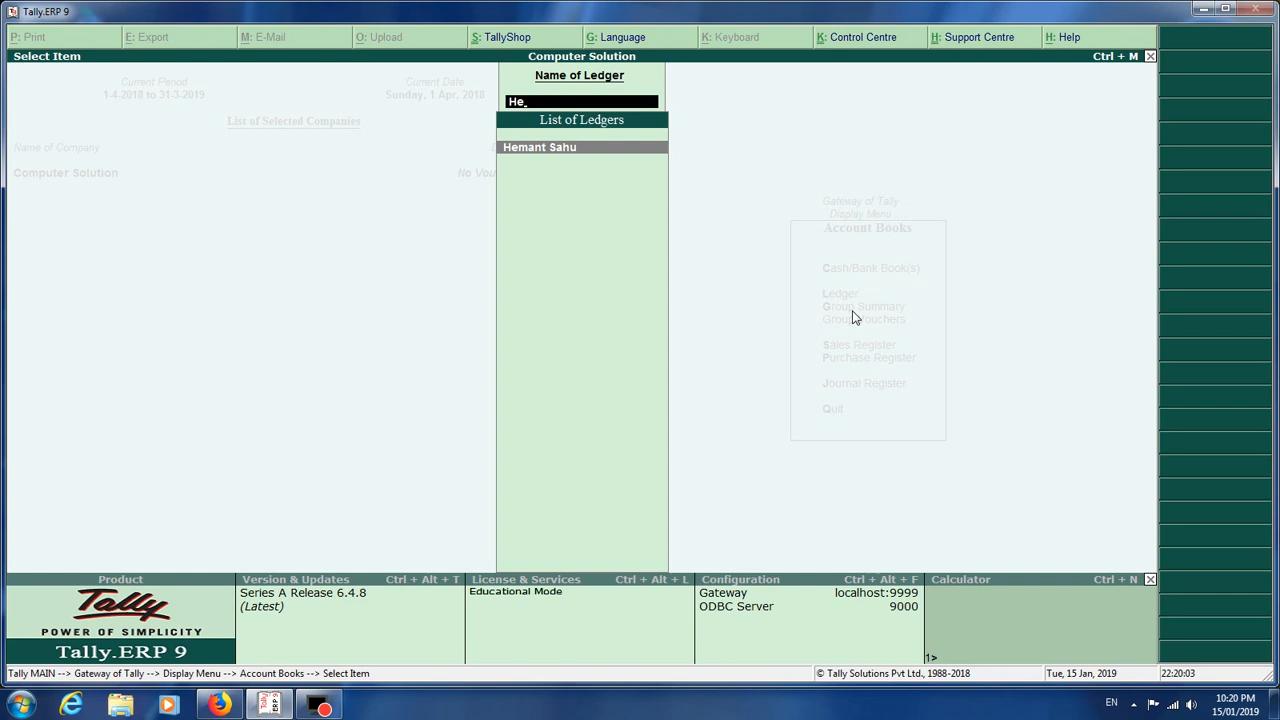 Tally.ERP 9
P: Print
E: Export
M: E-Mail
O: Upload
S: TallyShop
G: Language
K: Keyboard
K: Control Centre
H: Support Centre
H: Help
Select Item
Computer Solution
Ctrl + M
Current Period
1-4-2018 to 31-3-2019
Current Date
Sunday, 1 Apr, 2018
List of Selected Companies
Name of Company
Computer Solution
No Vou
Name of Ledger
He
List of Ledgers
Hemant Sahu
Gateway of Tally
Display Menu
Account Books
Cash/Bank Book(s)
Ledger
Group Summary
Group Vouchers
Sales Register
Purchase Register
Journal Register
Quit
Product
Tally
POWER OF SIMPLICITY
Tally.ERP 9
Version & Updates Ctrl + Alt + T
Series A Release 6.4.8
(Latest)
License & Services Ctrl + Alt + L
Educational Mode
Configuration Ctrl + Alt + F
Gateway localhost:9999
ODBC Server 9000
Calculator Ctrl + N
1>
Tally MAIN --> Gateway of Tally --> Display Menu --> Account Books --> Select Item
© Tally Solutions Pvt Ltd., 1988-2018
Tue, 15 Jan, 2019
22:20:03
Tally ERP 9
EN
10:20 PM
15/01/2019